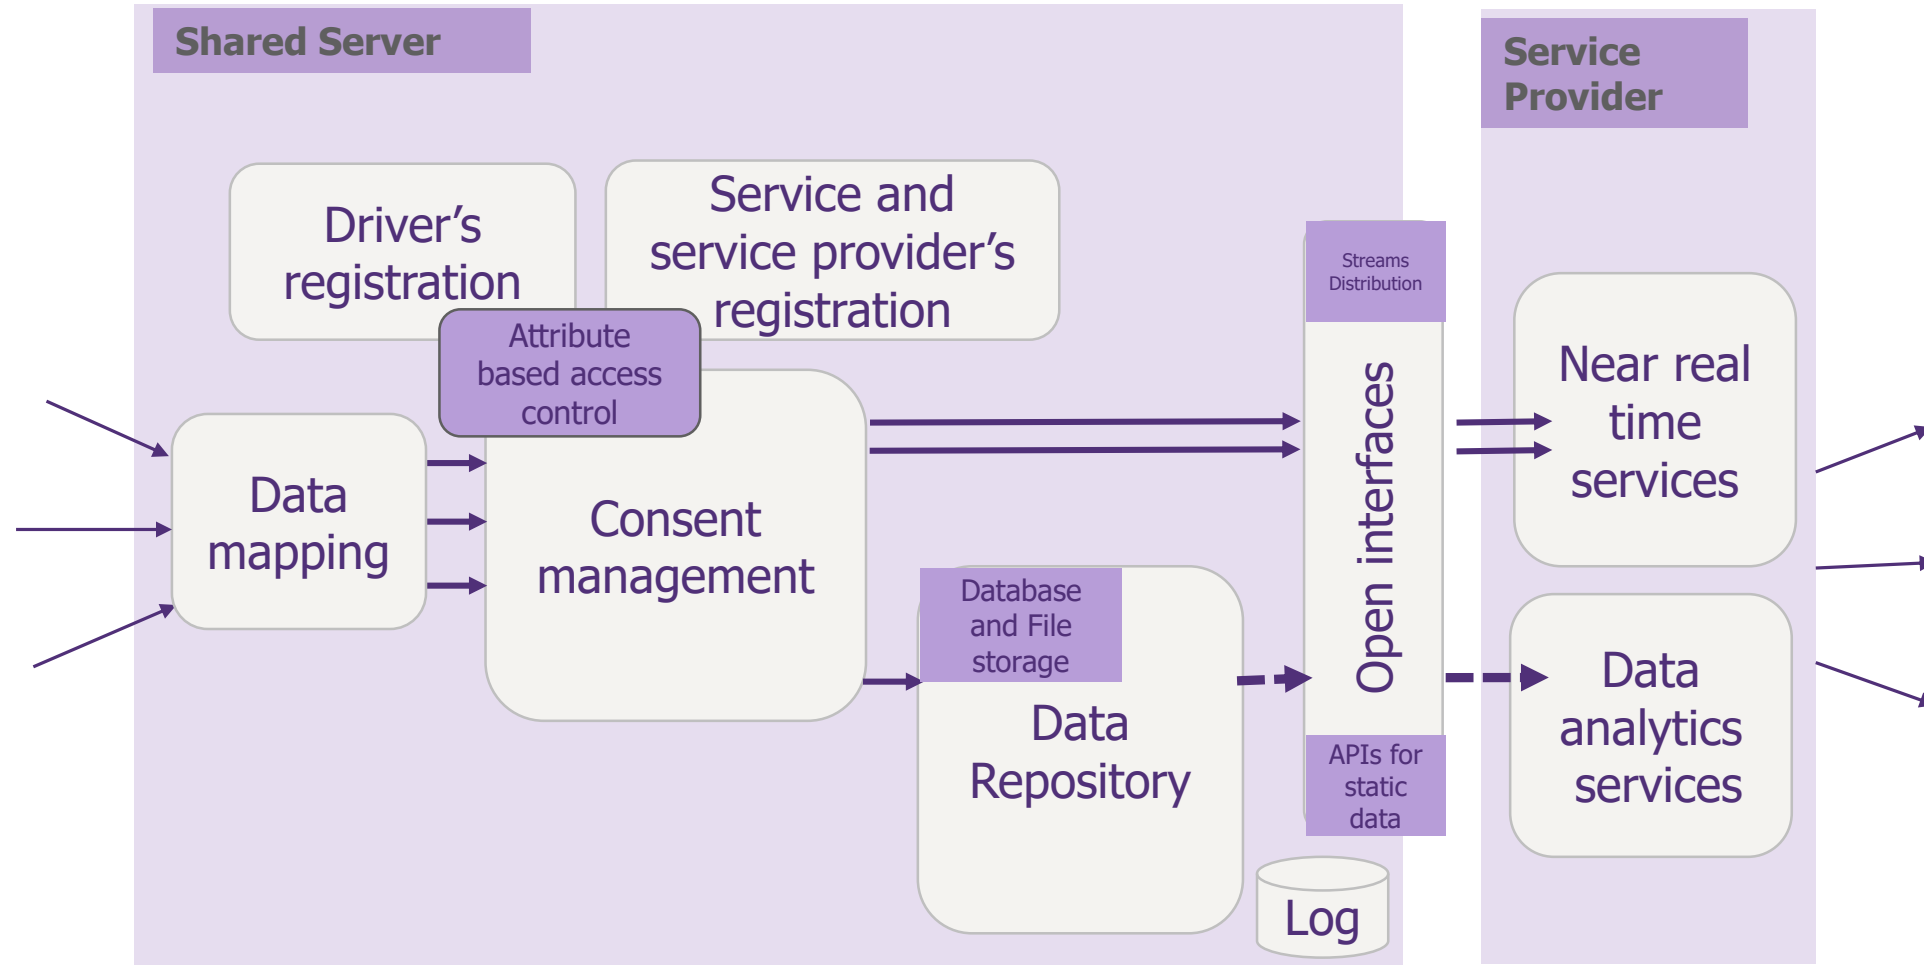 Shared Server
Service
Provider
Driver’s
registration
Service and
service provider’s
registration
Attribute
based access
control
Streams
Distribution
Near real
time
services
Data
mapping
Consent
management
Open interfaces
Database
and File
storage
Data
Repository
Data
analytics
services
APIs for
static
data
Log